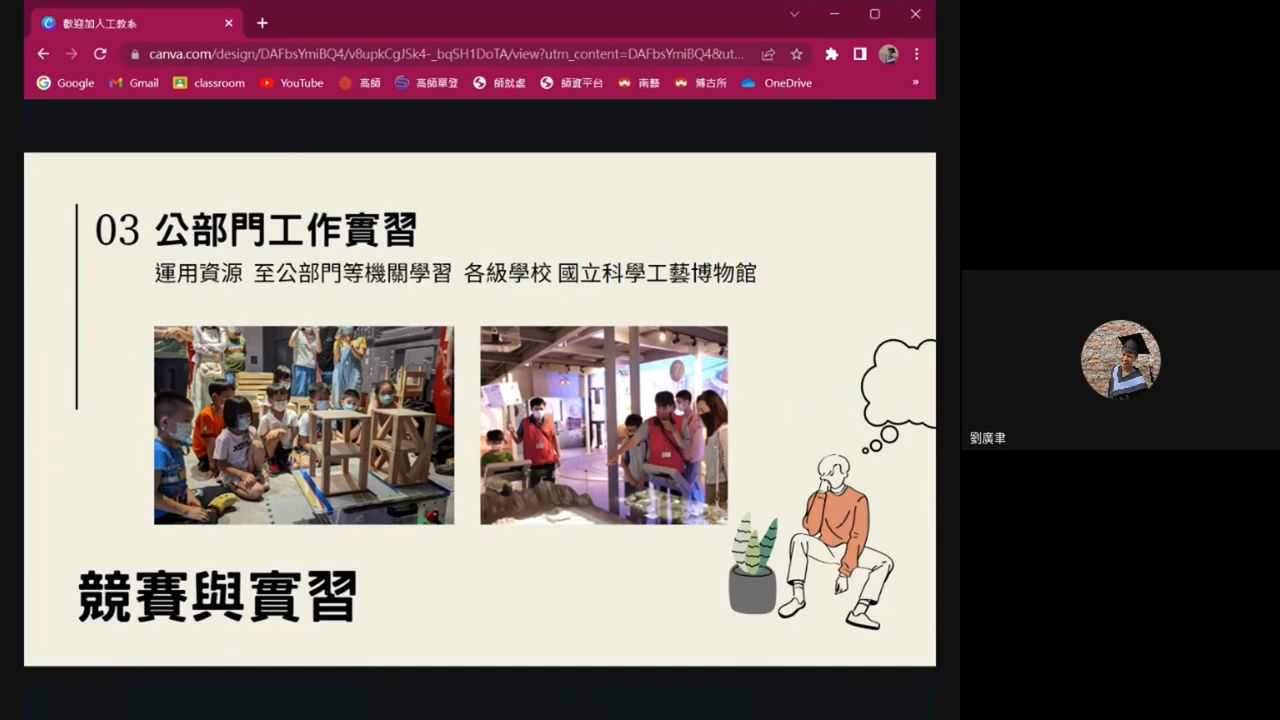 歡迎加入工教系
canva.com/design/DAFbsYmiBQ4/v8upkCgJSk4-_bqSH1DoTA/view?utm_content=DAFbsYmiBQ4&ut...
Google Gmail classroom YouTube 高師 高師單登 師就處 師資平台 南藝 博古所 OneDrive »
03 公部門工作實習
運用資源 至公部門等機關學習 各級學校 國立科學工藝博物館
競賽與實習
劉廣聿